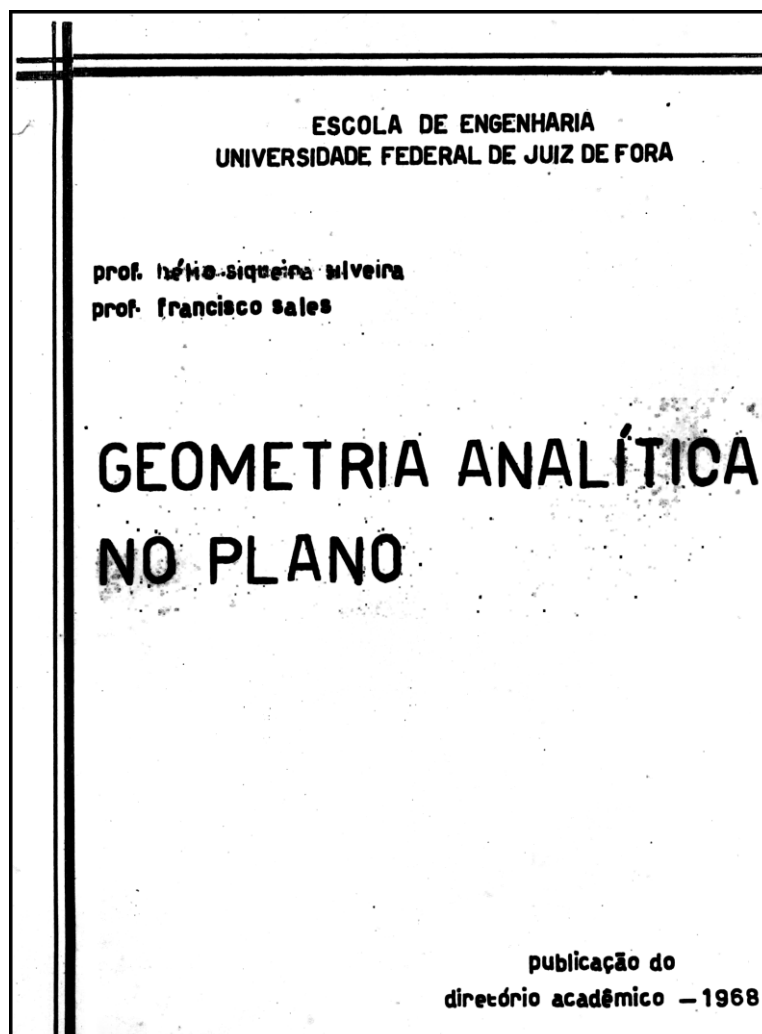 ESCOLA DE ENGENHARIA
UNIVERSIDADE FEDERAL DE JUIZ DE FORA
prof. hélio siqueira silveira
prof. francisco sales
GEOMETRIA ANALÍTICA
NO PLANO
publicação do
diretório acadêmico – 1968